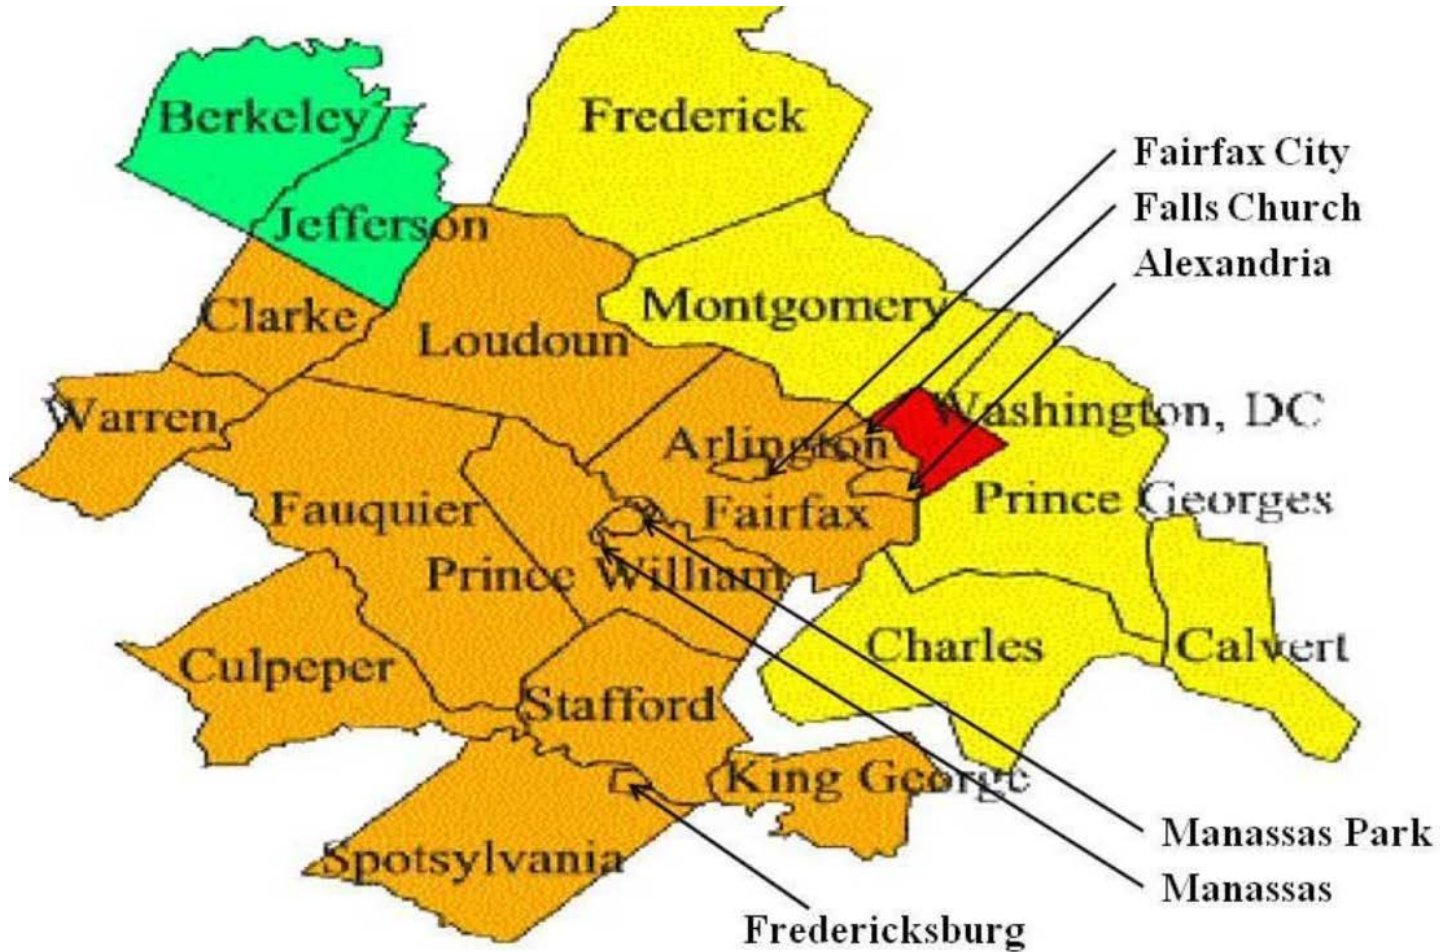 Berkeley
Frederick
Fairfax City
Falls Church
Jefferson
Alexandria
Clarke
Montgomery
Loudoun
Warren
Washington, DC
Arlington
Prince Georges
Fauquier
Fairfax
Prince William
Charles
Calvert
Culpeper
Stafford
King George
Manassas Park
Spotsylvania
Manassas
Fredericksburg